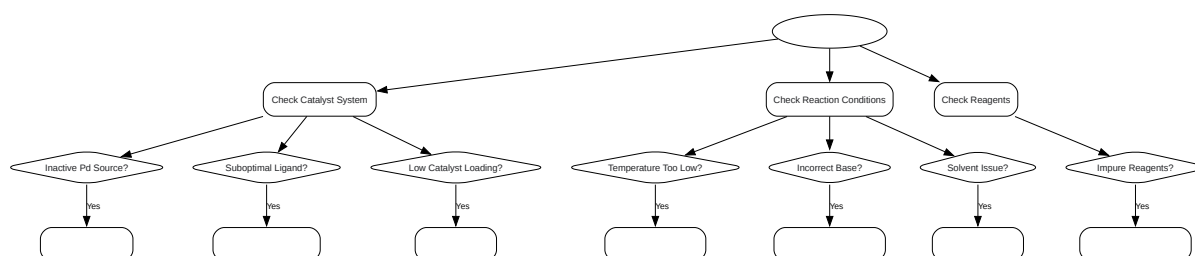 Check Catalyst System
Check Reaction Conditions
Check Reagents
Inactive Pd Source?
Suboptimal Ligand?
Low Catalyst Loading?
Temperature Too Low?
Incorrect Base?
Solvent Issue?
Impure Reagents?
Yes
Yes
Yes
Yes
Yes
Yes
Yes